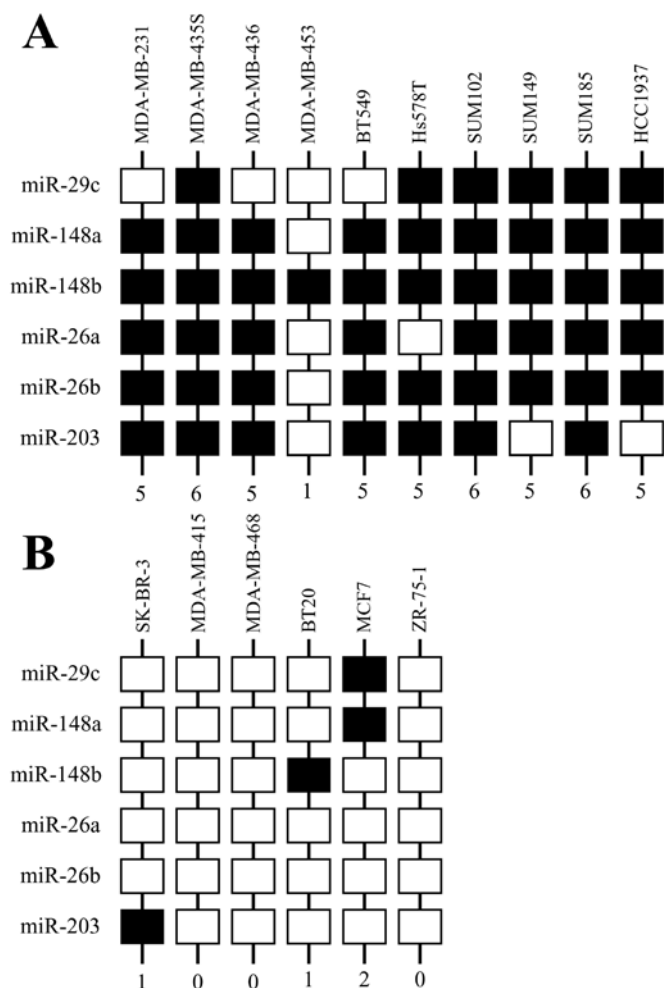 A
MDA-MB-231 MDA-MB-435S MDA-MB-436 MDA-MB-453 BT549 Hs578T SUM102 SUM149 SUM185 HCC1937
miR-29c
miR-148a
miR-148b
miR-26a
miR-26b
miR-203
5 6 5 1 5 5 6 5 6 5
B
SK-BR-3 MDA-MB-415 MDA-MB-468 BT20 MCF7 ZR-75-1
miR-29c
miR-148a
miR-148b
miR-26a
miR-26b
miR-203
1 0 0 1 2 0